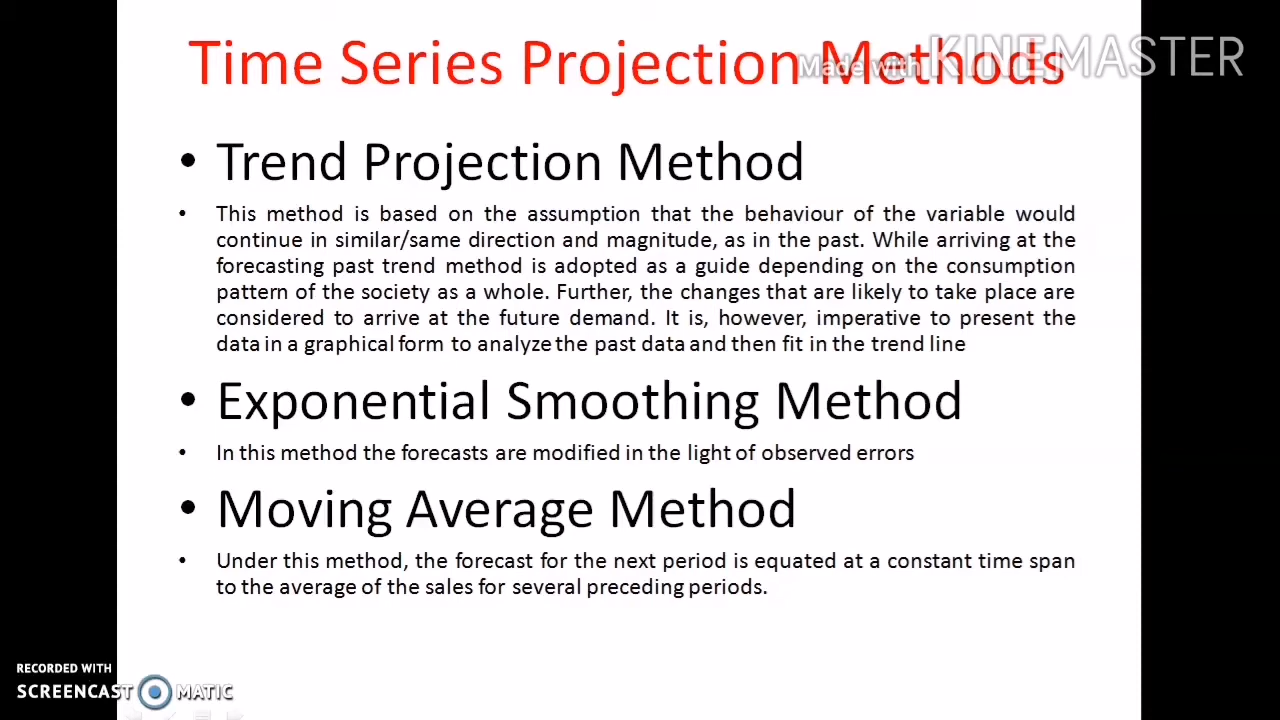 Time Series Projection Methods
Made with KINEMASTER
• Trend Projection Method
• This method is based on the assumption that the behaviour of the variable would
continue in similar/same direction and magnitude, as in the past. While arriving at the
forecasting past trend method is adopted as a guide depending on the consumption
pattern of the society as a whole. Further, the changes that are likely to take place are
considered to arrive at the future demand. It is, however, imperative to present the
data in a graphical form to analyze the past data and then fit in the trend line
• Exponential Smoothing Method
• In this method the forecasts are modified in the light of observed errors
• Moving Average Method
• Under this method, the forecast for the next period is equated at a constant time span
to the average of the sales for several preceding periods.
RECORDED WITH
SCREENCAST MATIC